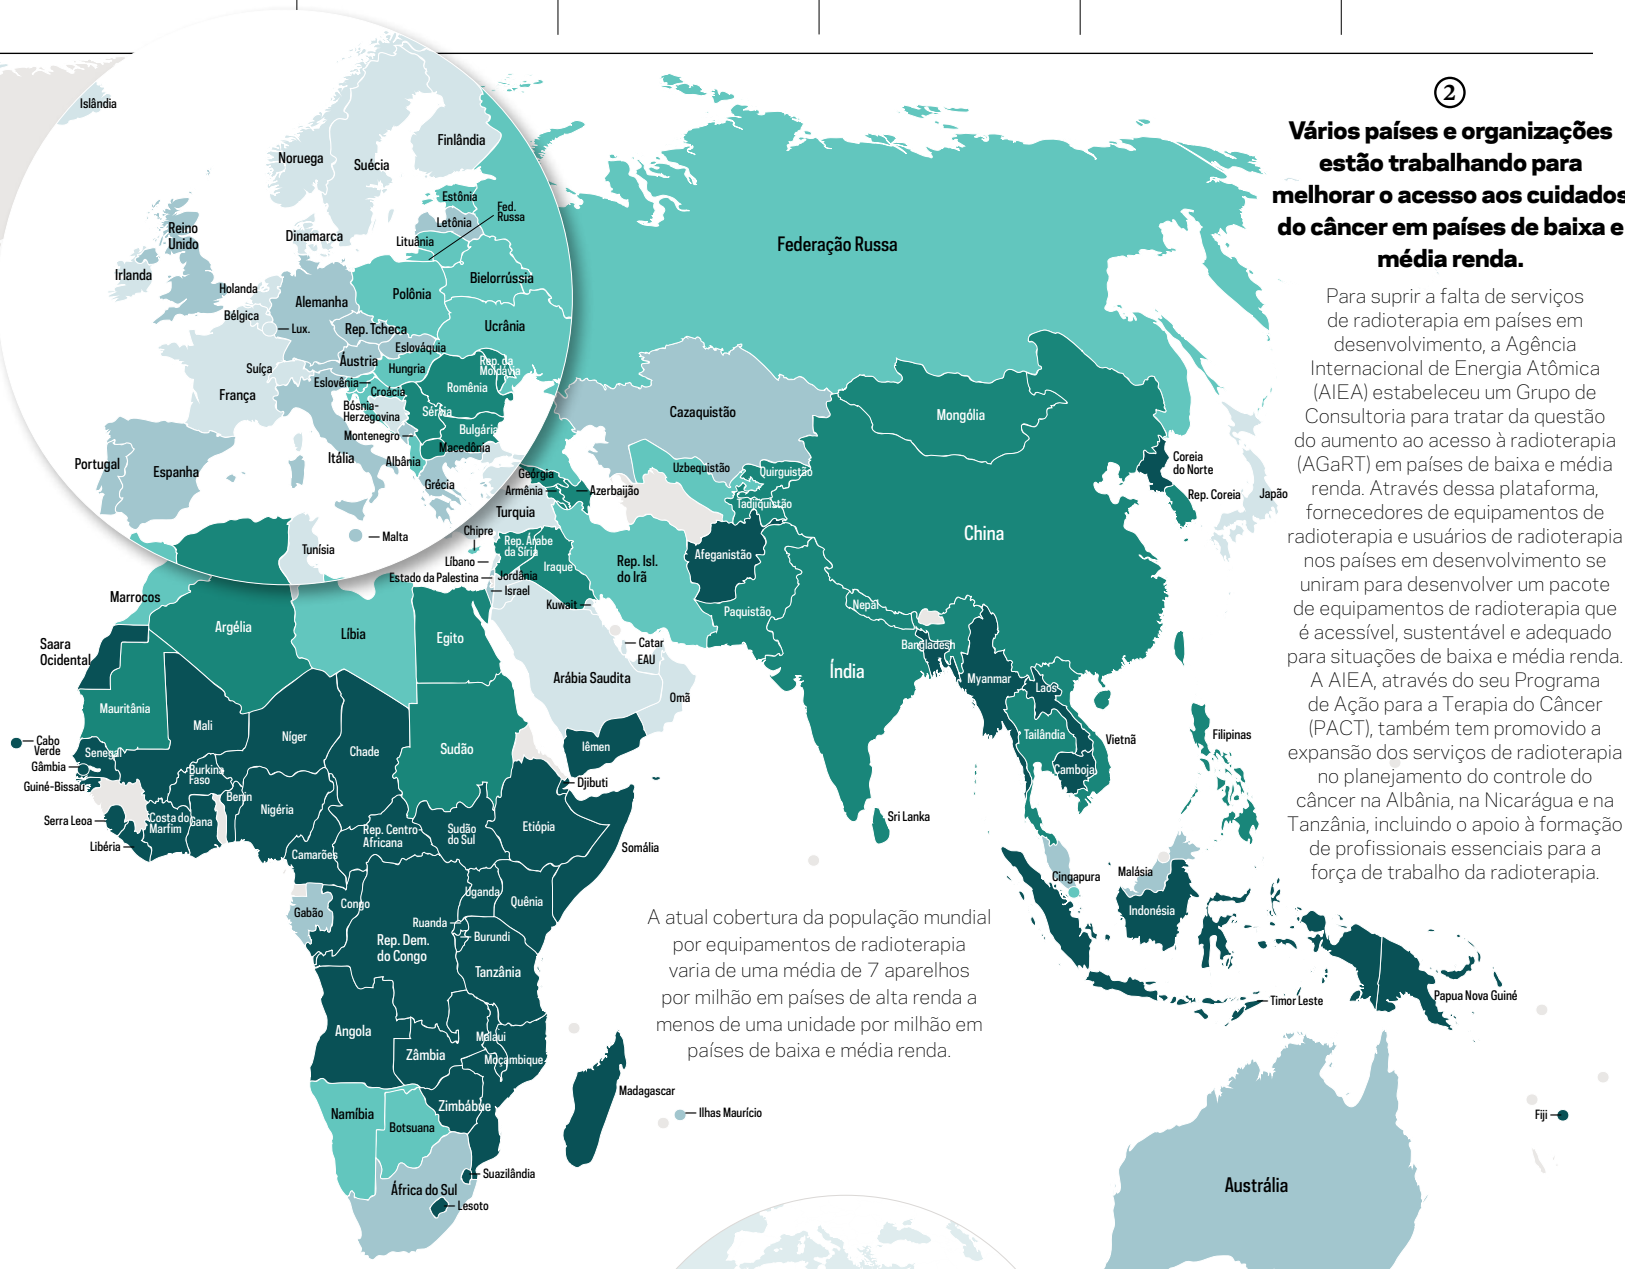 Islândia
Noruega
Suécia
Finlândia
Estônia
Fed.
Russa
Letônia
Lituânia
Reino
Unido
Dinamarca
Irlanda
Holanda
Alemanha
Polônia
Bielorrússia
Bélgica
Lux.
Rep. Tcheca
Ucrânia
Eslováquia
Áustria
Suíça
Hungria
Rep. da
Moldávia
Eslovênia
Croácia
Romênia
França
Bósnia-
Herzegovina
Sérvia
Montenegro
Bulgária
Macedônia
Portugal
Espanha
Itália
Albânia
Grécia
Malta
Tunísia
Federação Russa
Cazaquistão
Mongólia
Uzbequistão
Quirguistão
Tadjiquistão
Geórgia
Armênia
Azerbaijão
Turquia
Chipre
Rep. Árabe
da Síria
Líbano
Estado da Palestina
Jordânia
Israel
Iraque
Kuwait
Rep. Isl.
do Irã
Afeganistão
Paquistão
China
Coreia
do Norte
Rep. Coreia
Japão
Nepal
Bangladesh
Índia
Myanmar
Laos
Tailândia
Vietnã
Camboja
Filipinas
Sri Lanka
Catar
EAU
Arábia Saudita
Omã
Iêmen
Marrocos
Argélia
Líbia
Egito
Saara
Ocidental
Mauritânia
Mali
Níger
Chade
Sudão
Cabo
Verde
Senegal
Gâmbia
Guiné-Bissau
Burkina
Faso
Benin
Nigéria
Serra Leoa
Costa do
Marfim
Gana
Libéria
Djibuti
Etiópia
Somália
Rep. Centro
Africana
Sudão
do Sul
Camarões
Uganda
Quênia
Gabão
Congo
Ruanda
Burundi
Rep. Dem.
do Congo
Tanzânia
Angola
Zâmbia
Malaui
Moçambique
Zimbábue
Madagascar
Ilhas Maurício
Namíbia
Botsuana
Suazilândia
África do Sul
Lesoto
Cingapura
Malásia
Indonésia
Timor Leste
Papua Nova Guiné
Fiji
Austrália
A atual cobertura da população mundial
por equipamentos de radioterapia
varia de uma média de 7 aparelhos
por milhão em países de alta renda a
menos de uma unidade por milhão em
países de baixa e média renda.
2
Vários países e organizações
estão trabalhando para
melhorar o acesso aos cuidados
do câncer em países de baixa e
média renda.
Para suprir a falta de serviços
de radioterapia em países em
desenvolvimento, a Agência
Internacional de Energia Atômica
(AIEA) estabeleceu um Grupo de
Consultoria para tratar da questão
do aumento ao acesso à radioterapia
(AGaRT) em países de baixa e média
renda. Através dessa plataforma,
fornecedores de equipamentos de
radioterapia e usuários de radioterapia
nos países em desenvolvimento se
uniram para desenvolver um pacote
de equipamentos de radioterapia que
é acessível, sustentável e adequado
para situações de baixa e média renda.
A AIEA, através do seu Programa
de Ação para a Terapia do Câncer
(PACT), também tem promovido a
expansão dos serviços de radioterapia
no planejamento do controle do
câncer na Albânia, na Nicarágua e na
Tanzânia, incluindo o apoio à formação
de profissionais essenciais para a
força de trabalho da radioterapia.